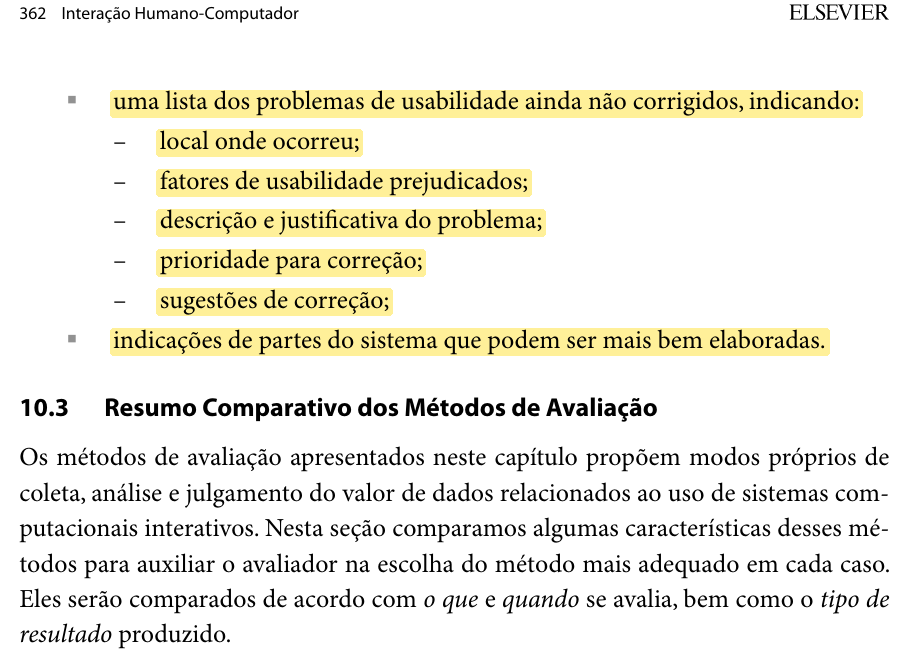 362 Interação Humano-Computador ELSEVIER
▪ uma lista dos problemas de usabilidade ainda não corrigidos, indicando:
– local onde ocorreu;
– fatores de usabilidade prejudicados;
– descrição e justificativa do problema;
– prioridade para correção;
– sugestões de correção;
▪ indicações de partes do sistema que podem ser mais bem elaboradas.
10.3 Resumo Comparativo dos Métodos de Avaliação
Os métodos de avaliação apresentados neste capítulo propõem modos próprios de
coleta, análise e julgamento do valor de dados relacionados ao uso de sistemas com-
putacionais interativos. Nesta seção comparamos algumas características desses mé-
todos para auxiliar o avaliador na escolha do método mais adequado em cada caso.
Eles serão comparados de acordo com o que e quando se avalia, bem como o tipo de
resultado produzido.